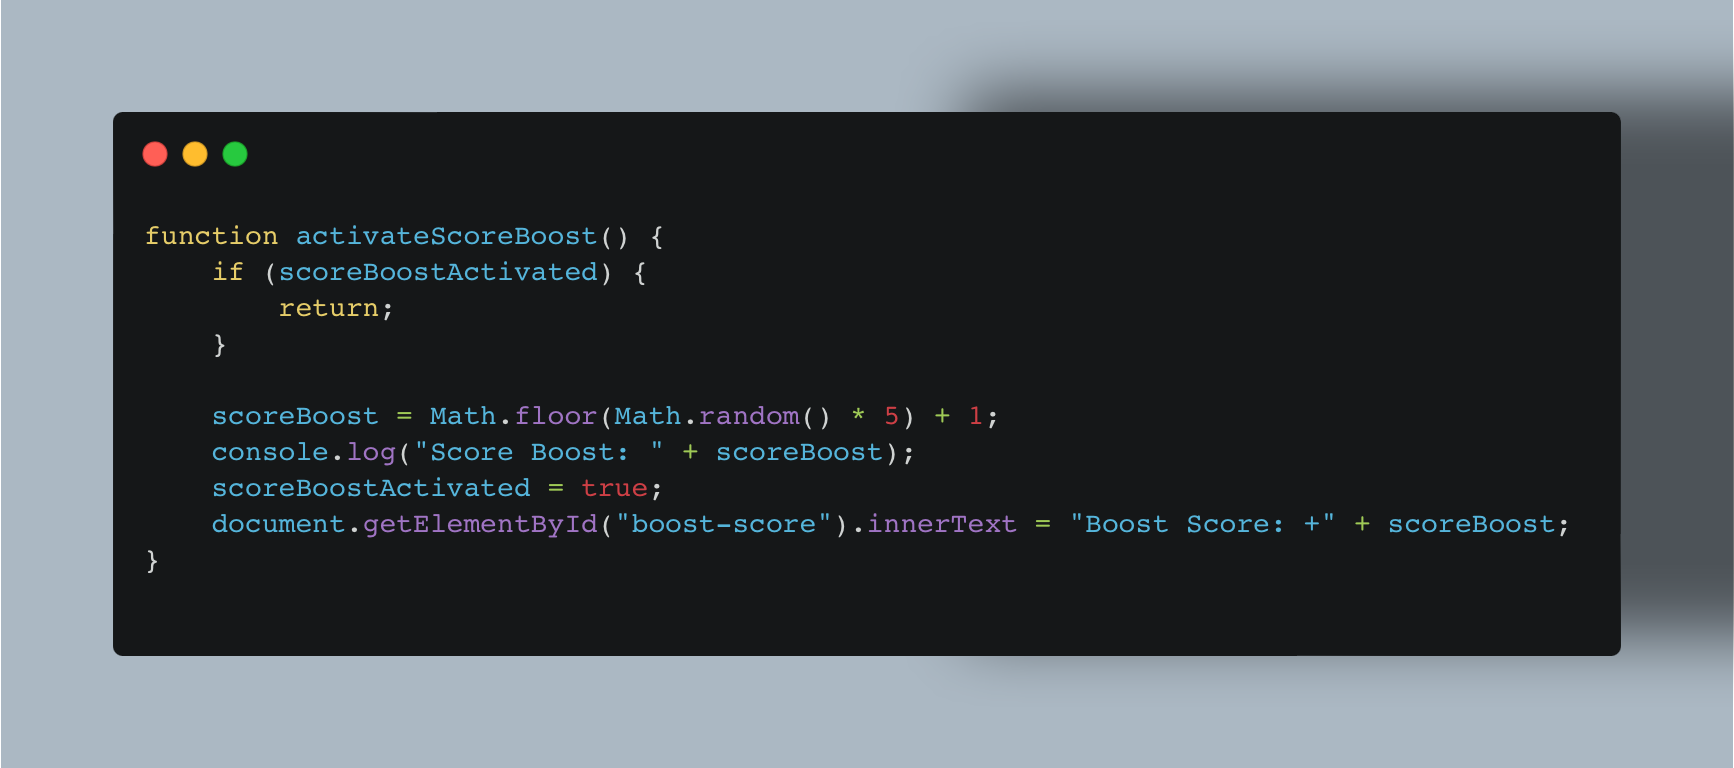 function activateScoreBoost() {
    if (scoreBoostActivated) {
        return;
    }

    scoreBoost = Math.floor(Math.random() * 5) + 1;
    console.log("Score Boost: " + scoreBoost);
    scoreBoostActivated = true;
    document.getElementById("boost-score").innerText = "Boost Score: +" + scoreBoost;
}